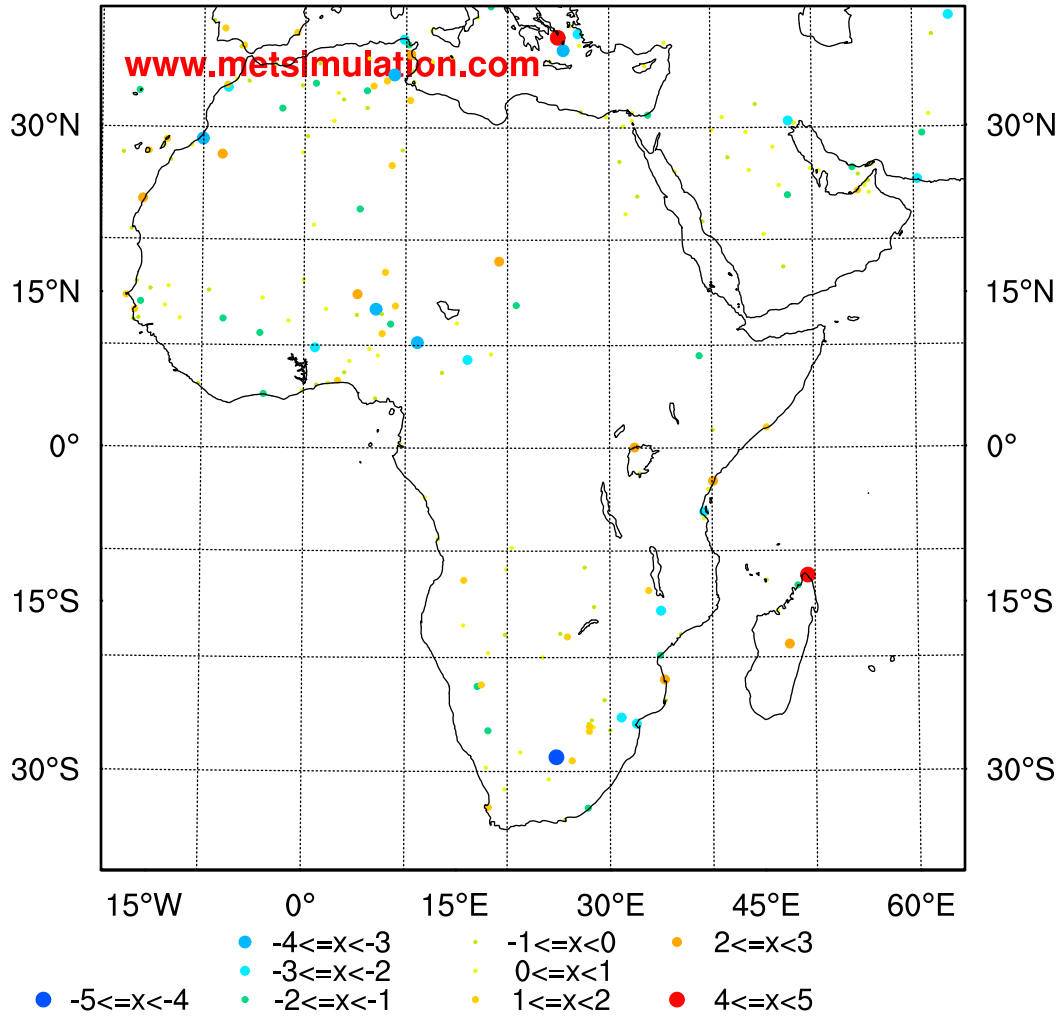 www.metsimulation.com
30°N 30°N
15°N 15°N
0° 0°
15°S 15°S
30°S 30°S
15°W 0° 15°E 30°E 45°E 60°E
-4<=x<-3 -1<=x<0 2<=x<3
-3<=x<-2 0<=x<1
-5<=x<-4 -2<=x<-1 1<=x<2 4<=x<5